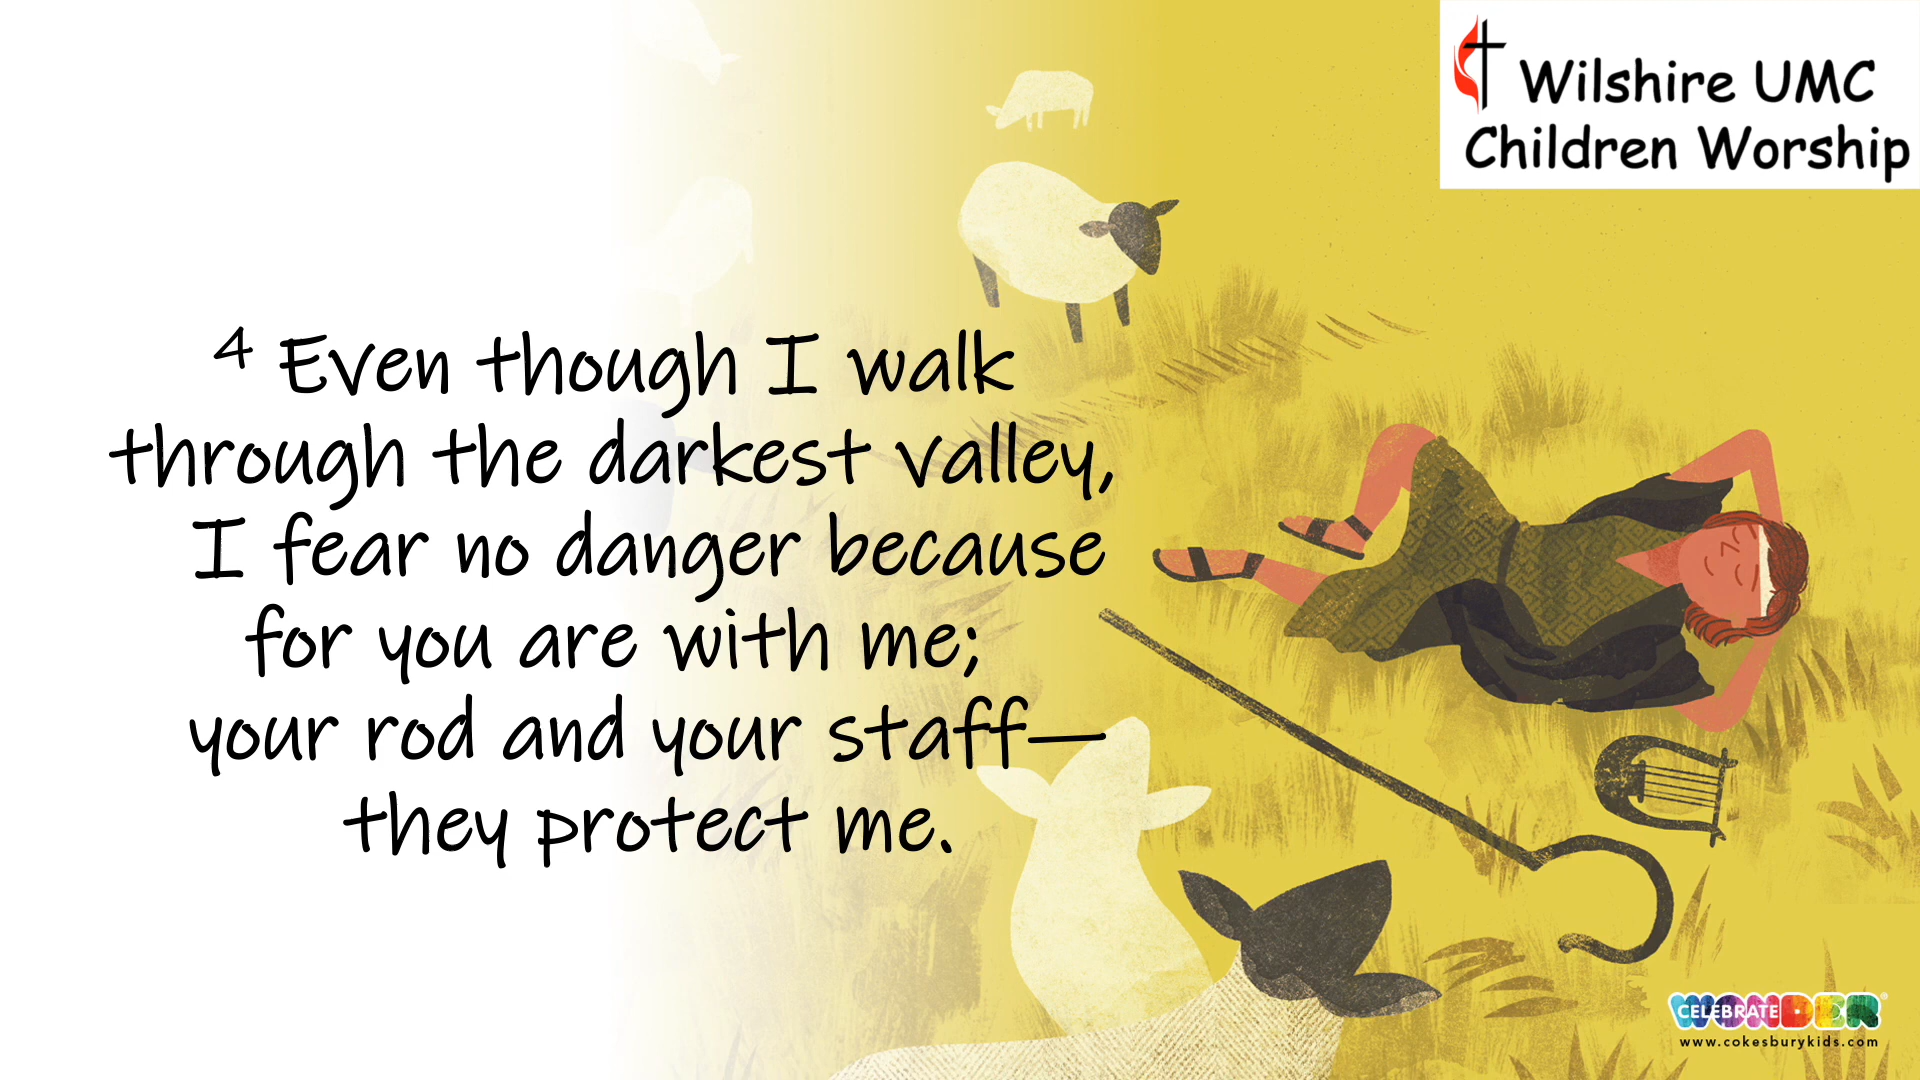 Wilshire UMC
Children Worship
4 Even though I walk
through the darkest valley,
I fear no danger because
for you are with me;
your rod and your staff—
they protect me.
CELEBRATE WONDER®
www.cokesburykids.com